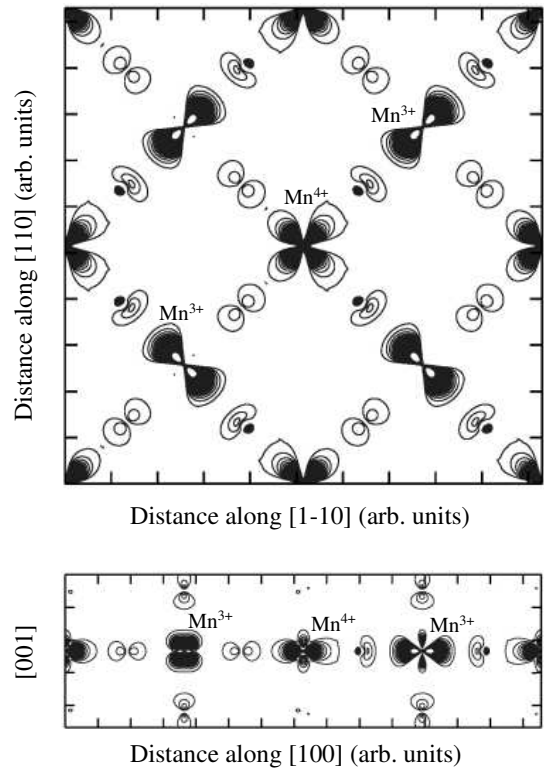 Distance along [110] (arb. units)
Mn3+
Mn4+
Mn3+
Distance along [1-10] (arb. units)
[001]
Mn3+
Mn4+
Mn3+
Distance along [100] (arb. units)